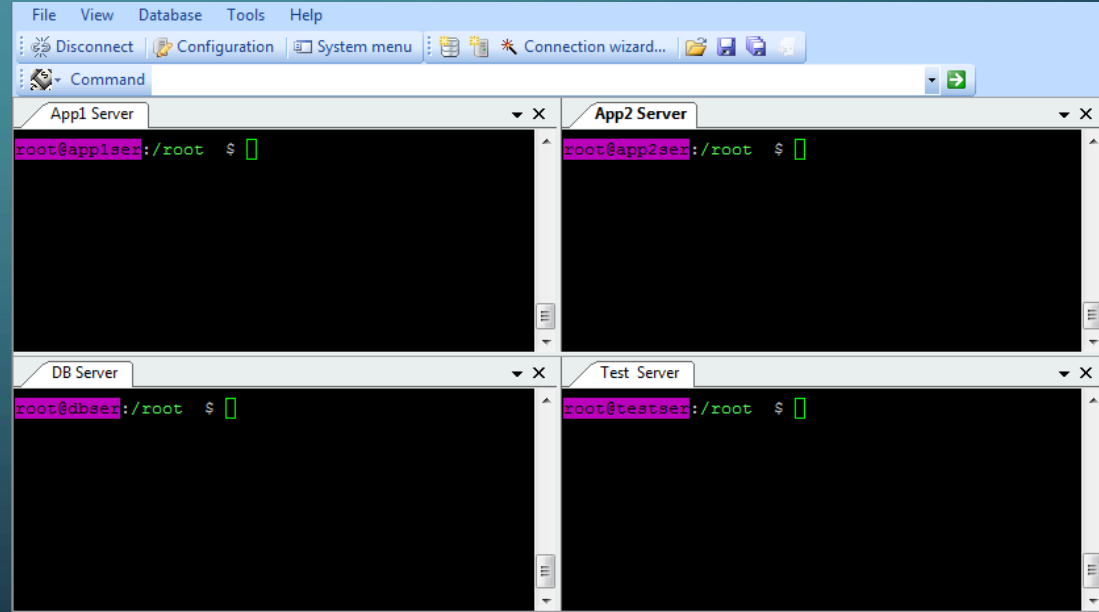 File View Database Tools Help
Disconnect Configuration System menu Connection wizard...
Command
App1 Server
root@app1ser:/root $
App2 Server
root@app2ser:/root $
DB Server
root@dbser:/root $
Test Server
root@testser:/root $